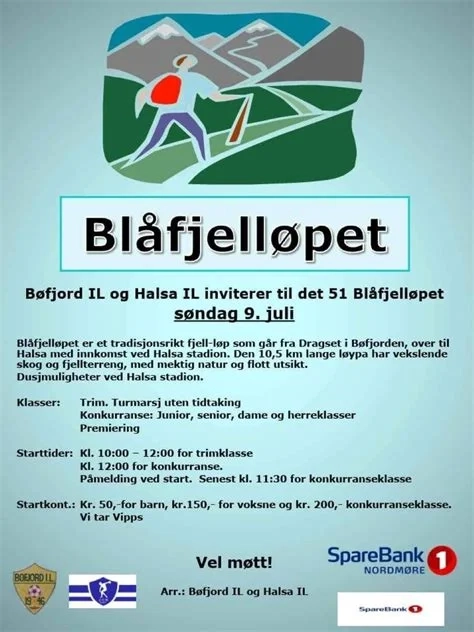 Blåfjelløpet
Bøfjord IL og Halsa IL inviterer til det 51 Blåfjelløpet
søndag 9. juli
Blåfjelløpet er et tradisjonsrikt fjell-løp som går fra Dragset i Bøfjorden, over til
Halsa med innkomst ved Halsa stadion. Den 10,5 km lange løypa har vekslende
skog og fjellterreng, med mektig natur og flott utsikt.
Dusjmuligheter ved Halsa stadion.
Klasser: Trim. Turmarsj uten tidtaking
Konkurranse: Junior, senior, dame og herreklasser
Premiering
Starttider: Kl. 10:00 – 12:00 for trimklasse
Kl. 12:00 for konkurranse.
Påmelding ved start. Senest kl. 11:30 for konkurranseklasse
Startkont.: Kr. 50,-for barn, kr.150,- for voksne og kr. 200,- konkurranseklasse.
Vi tar Vipps
Vel møtt!
Arr.: Bøfjord IL og Halsa IL
BØFJORD I.L
1946
SpareBank 1
NORDMØRE
SpareBank 1